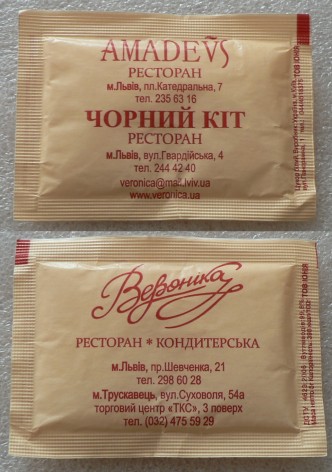 AMADEUS
РЕСТОРАН
м.Львів, пл.Катедральна, 7
тел. 235 63 16
ЧОРНИЙ КІТ
РЕСТОРАН
м.Львів, вул.Гвардійська, 4
тел. 244 42 40
veronica@mail.lviv.ua
www.veronica.ua
Вероніка
РЕСТОРАН * КОНДИТЕРСЬКА
м.Львів, пр.Шевченка, 21
тел. 298 60 28
м.Трускавець, вул.Суховоля, 54а
торговий центр «ТКС», 3 поверх
тел. (032) 475 59 29